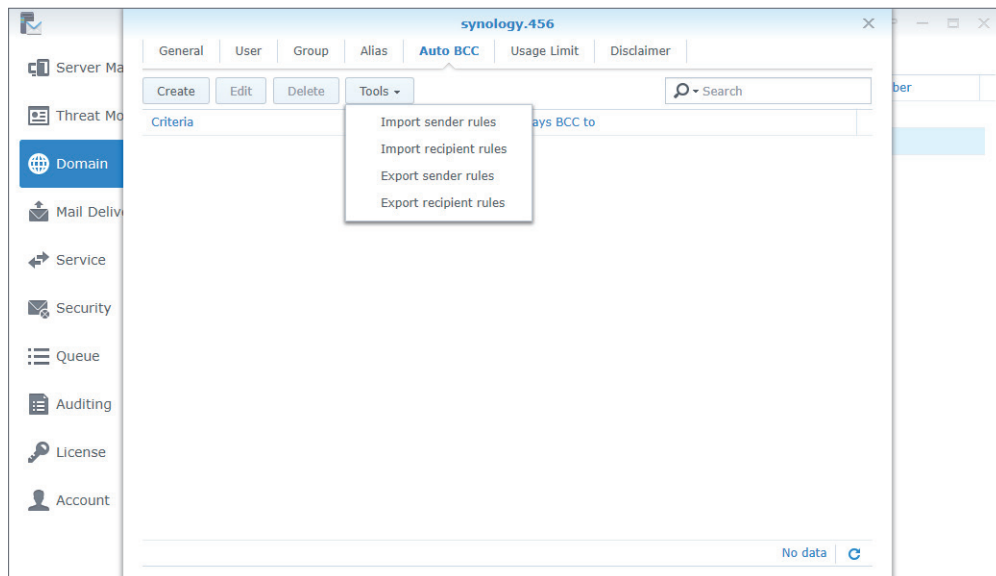 synology.456
General User Group Alias Auto BCC Usage Limit Disclaimer
Create Edit Delete Tools Search
Criteria ays BCC to
Import sender rules
Import recipient rules
Export sender rules
Export recipient rules
Server Ma
Threat Mo
Domain
Mail Deliv
Service
Security
Queue
Auditing
License
Account
ber
No data